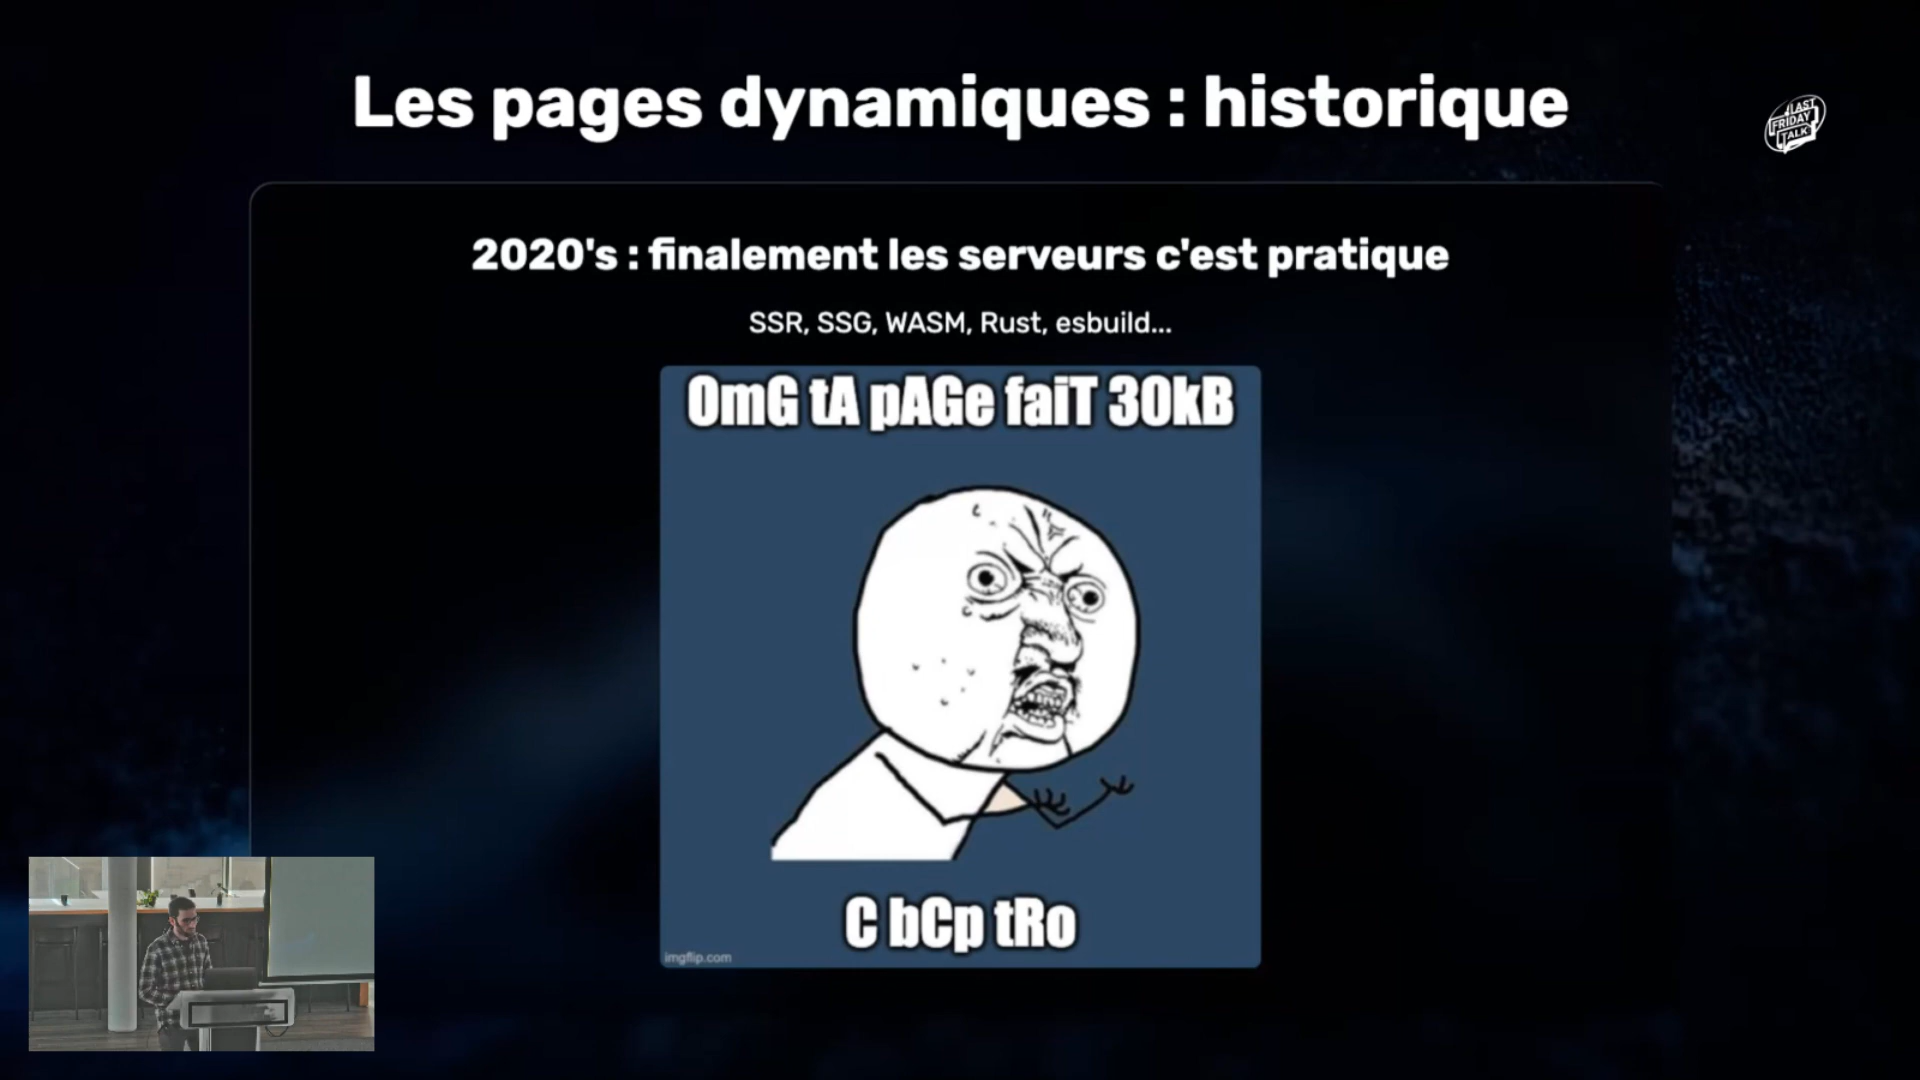 Les pages dynamiques : historique
LAST
FRIDAY
TALK
2020's : finalement les serveurs c'est pratique
SSR, SSG, WASM, Rust, esbuild...
OmG tA pAGe faiT 30kB
C bCp tRo
imgflip.com